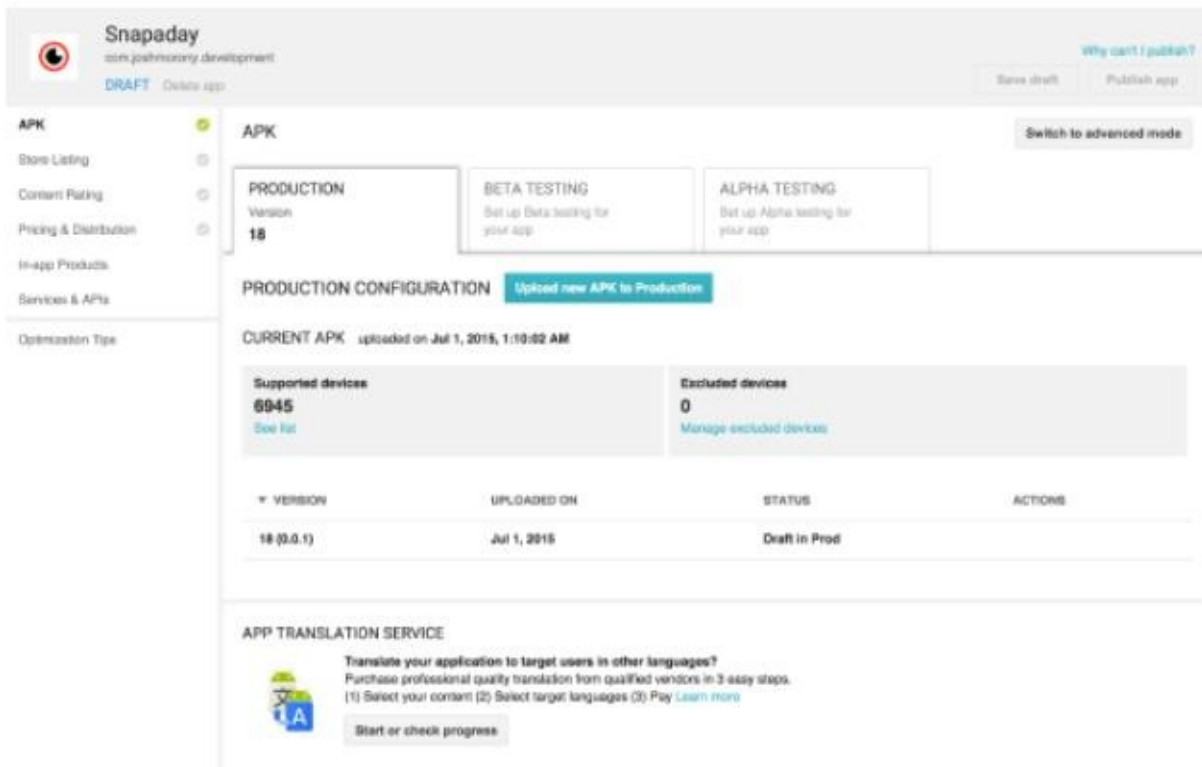 Snapaday
com.joshmorony.development
DRAFT Delete app
Why can't I publish?
Save draft
Publish app
APK
Store Listing
Content Rating
Pricing & Distribution
In-app Products
Services & APIs
Optimization Tips
APK
Switch to advanced mode
PRODUCTION
Version
18
BETA TESTING
Set up Beta testing for
your app
ALPHA TESTING
Set up Alpha testing for
your app
PRODUCTION CONFIGURATION
Upload new APK to Production
CURRENT APK uploaded on Jul 1, 2015, 1:10:02 AM
Supported devices
6945
See list
Excluded devices
0
Manage excluded devices
VERSION UPLOADED ON STATUS ACTIONS
18 (0.0.1) Jul 1, 2015 Draft in Prod
APP TRANSLATION SERVICE
Translate your application to target users in other languages?
Purchase professional quality translation from qualified vendors in 3 easy steps.
(1) Select your content (2) Select target languages (3) Pay Learn more
文
A
Start or check progress